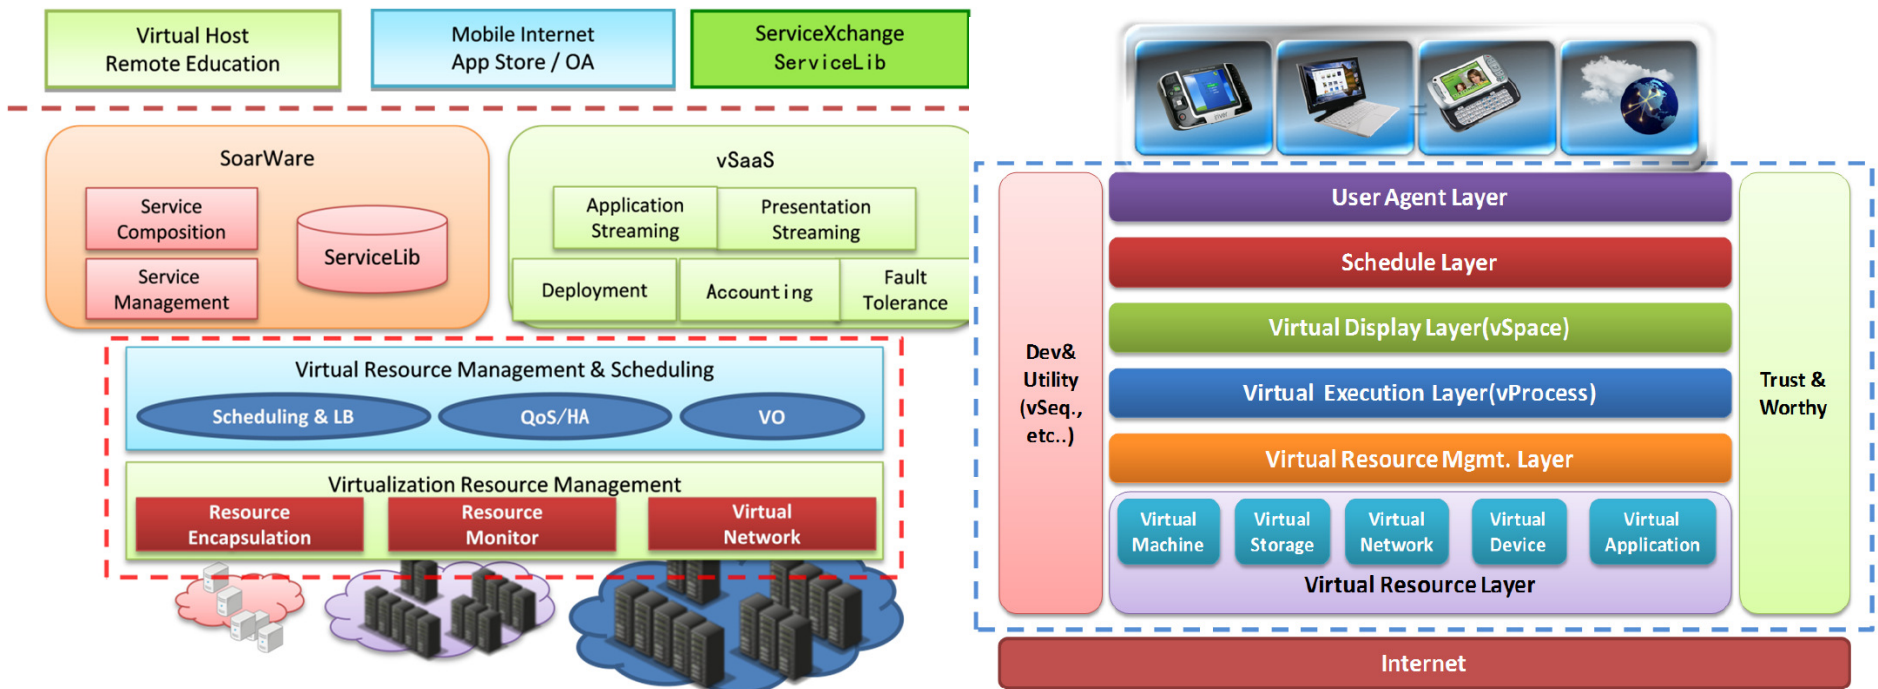 Virtual Host
Remote Education
Mobile Internet
App Store / OA
ServiceXchange
ServiceLib
SoarWare
Service
Composition
Service
Management
ServiceLib
vSaaS
Application
Streaming
Presentation
Streaming
Deployment
Accounting
Fault
Tolerance
Virtual Resource Management & Scheduling
Scheduling & LB
QoS/HA
VO
Virtualization Resource Management
Resource
Encapsulation
Resource
Monitor
Virtual
Network
Dev&
Utility
(vSeq.,
etc..)
User Agent Layer
Schedule Layer
Virtual Display Layer(vSpace)
Virtual Execution Layer(vProcess)
Virtual Resource Mgmt. Layer
Virtual
Machine
Virtual
Storage
Virtual
Network
Virtual
Device
Virtual
Application
Virtual Resource Layer
Trust &
Worthy
Internet